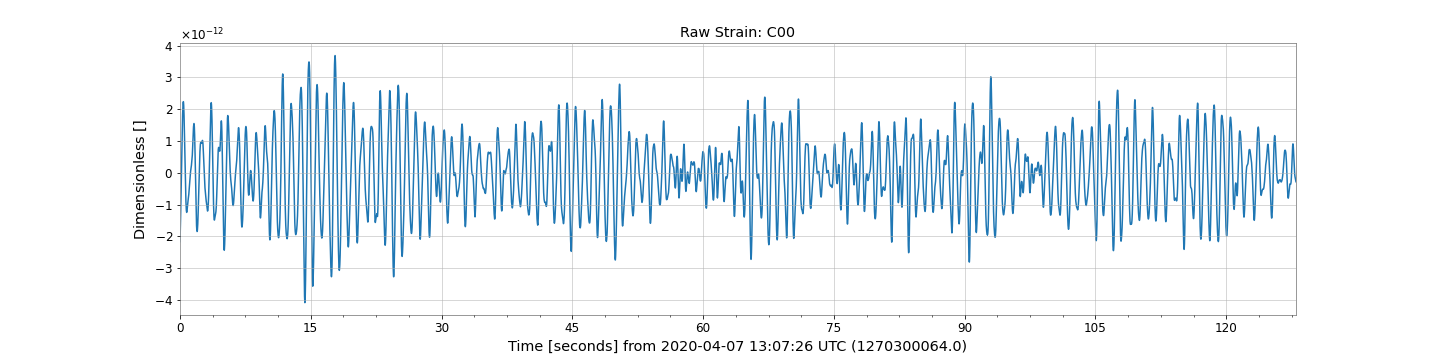 Raw Strain: C00
×10⁻¹²
4
3
2
1
0
−1
−2
−3
−4
Dimensionless []
0 15 30 45 60 75 90 105 120
Time [seconds] from 2020-04-07 13:07:26 UTC (1270300064.0)